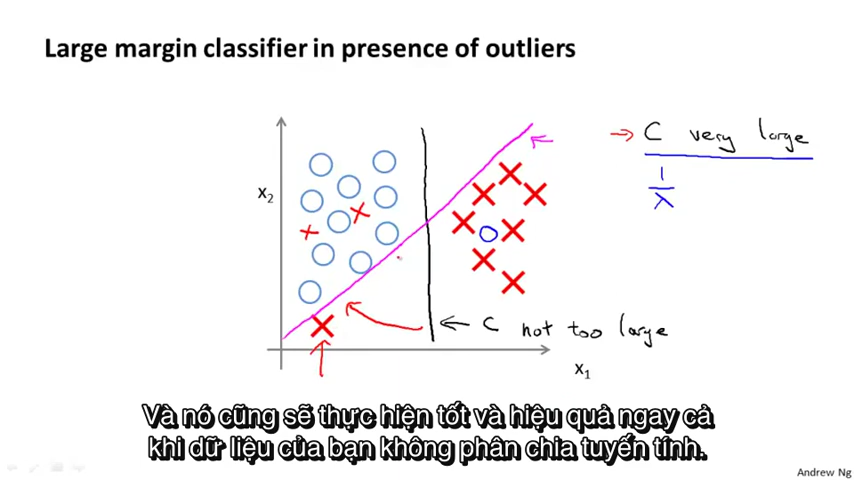 Large margin classifier in presence of outliers
→ C very large
1
λ
x₂
← C not too large
x₁
Và nó cũng sẽ thực hiện tốt và hiệu quả ngay cả
khi dữ liệu của bạn không phân chia tuyến tính.
Andrew Ng